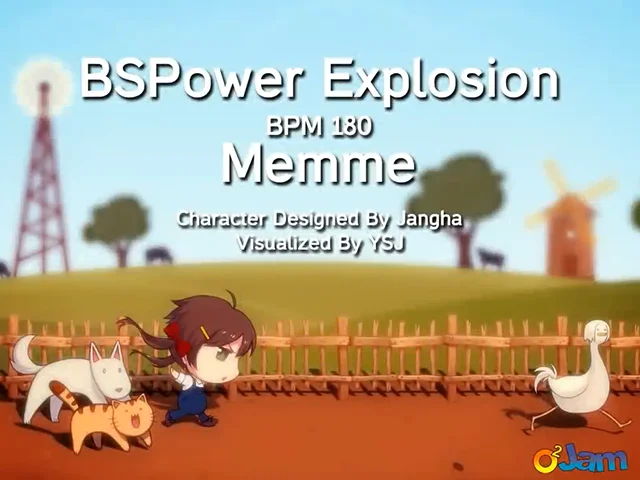 BSPower Explosion
BPM 180
Memme
Character Designed By Jangha
Visualized By YSJ
O2Jam